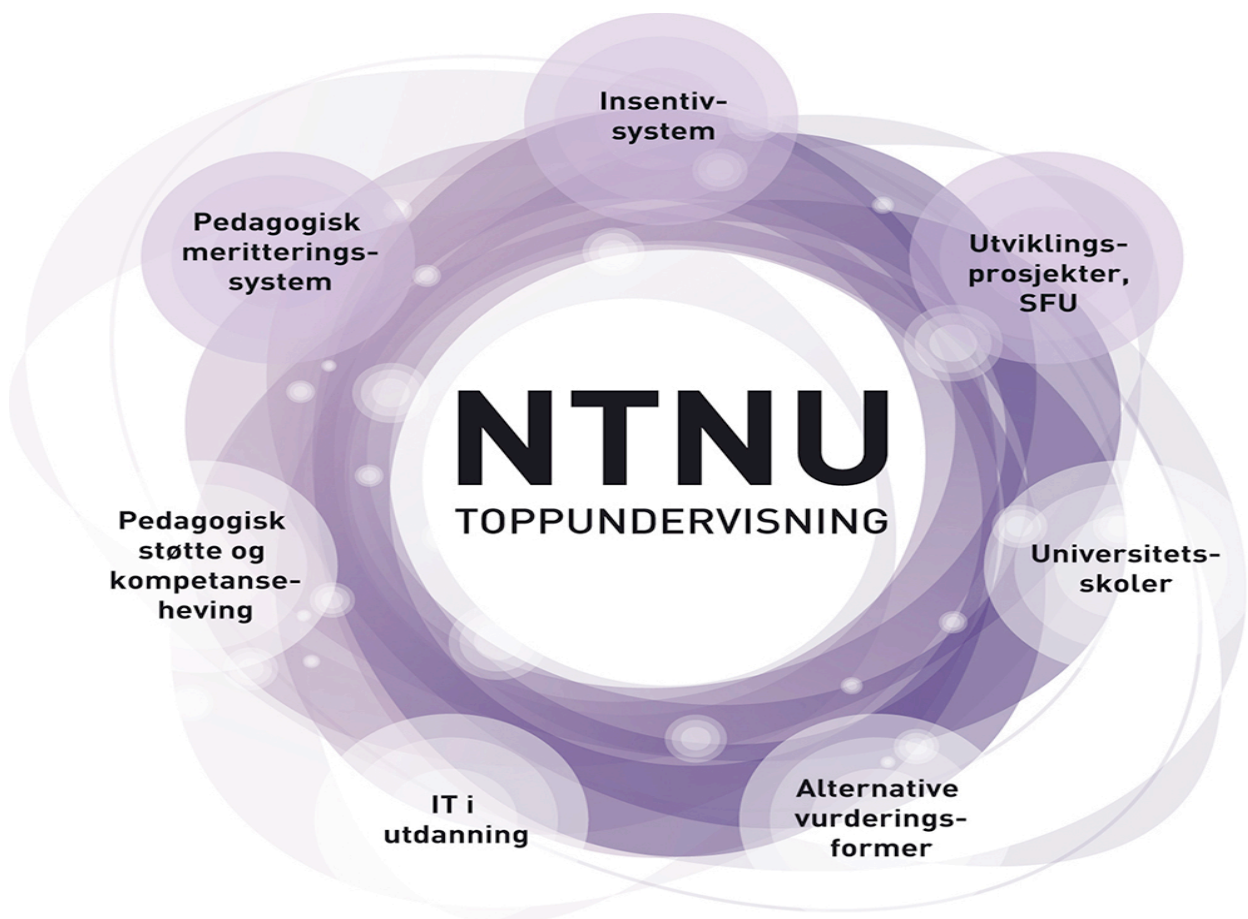 Insentiv-
system
Pedagogisk
meritterings-
system
Utviklings-
prosjekter,
SFU
NTNU
TOPPUNDERVISNING
Pedagogisk
støtte og
kompetanse-
heving
Universitets-
skoler
IT i
utdanning
Alternative
vurderings-
former